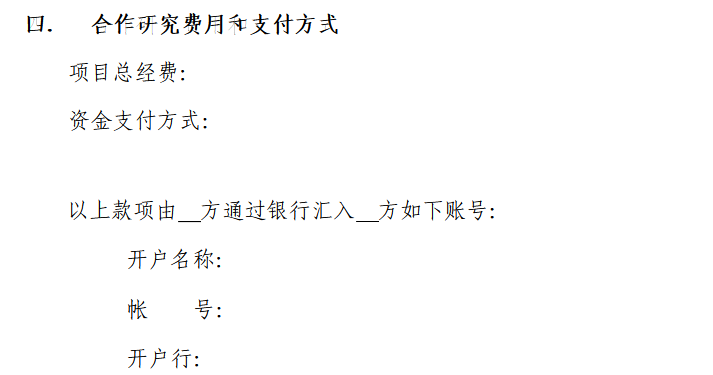 四. 合作研究费用和支付方式
项目总经费:
资金支付方式:
以上款项由__方通过银行汇入__方如下账号:
开户名称:
帐 号:
开户行: